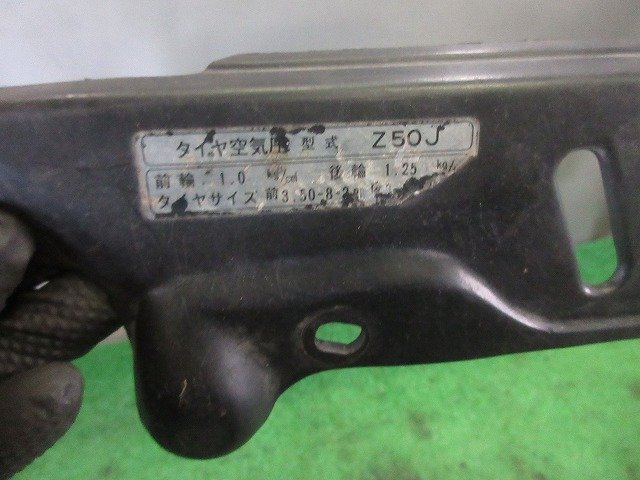 タイヤ空気圧 型式 Z50J
前輪 1.0 kg/cm 後輪 1.25 kg/
タイヤサイズ 前3.50-8-2 後